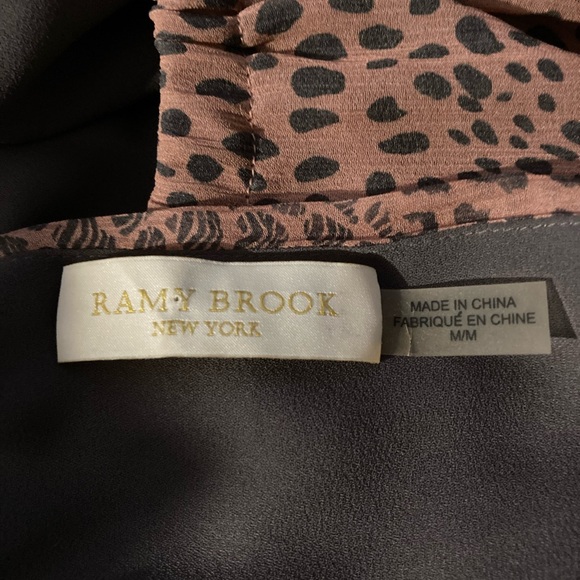 RAMY BROOK
NEW YORK
MADE IN CHINA
FABRIQUÉ EN CHINE
M/M